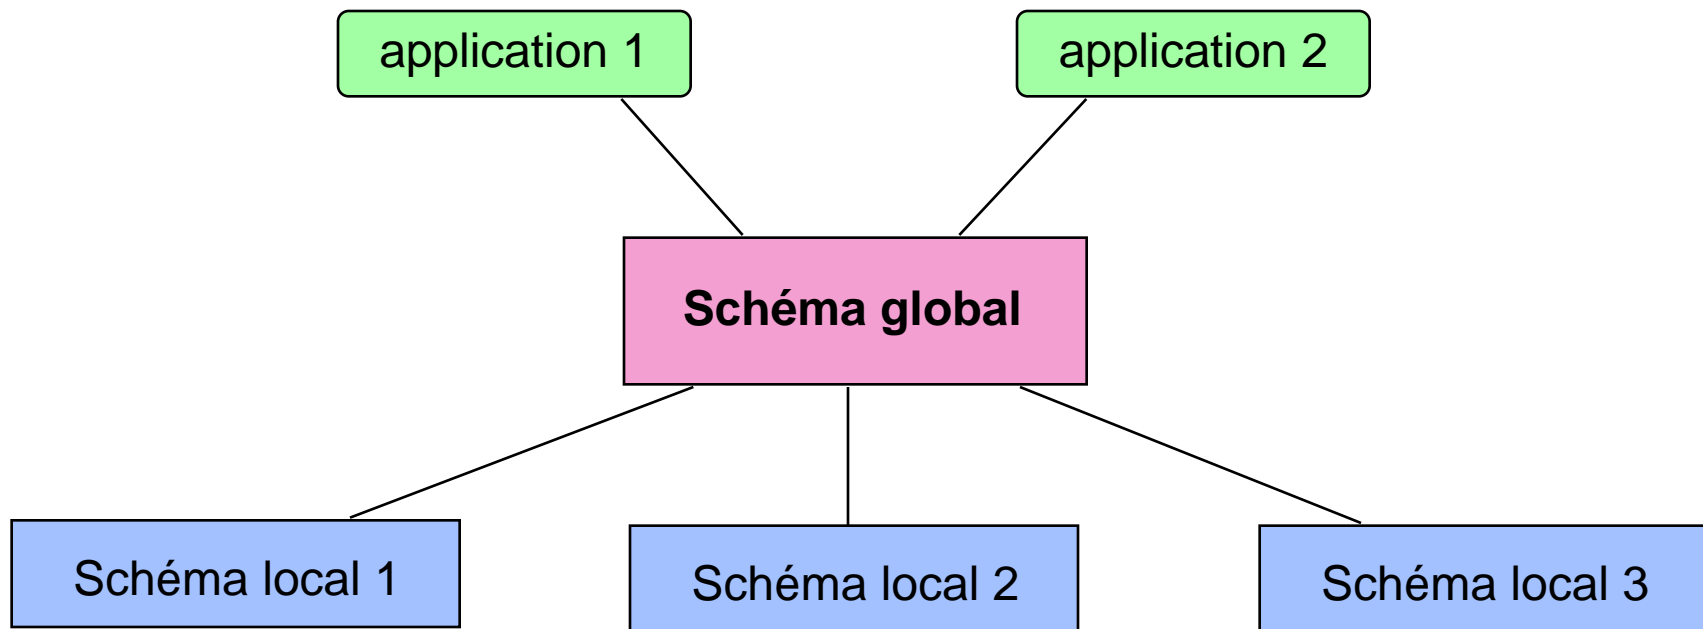 application 1
application 2
Schéma global
Schéma local 1
Schéma local 2
Schéma local 3